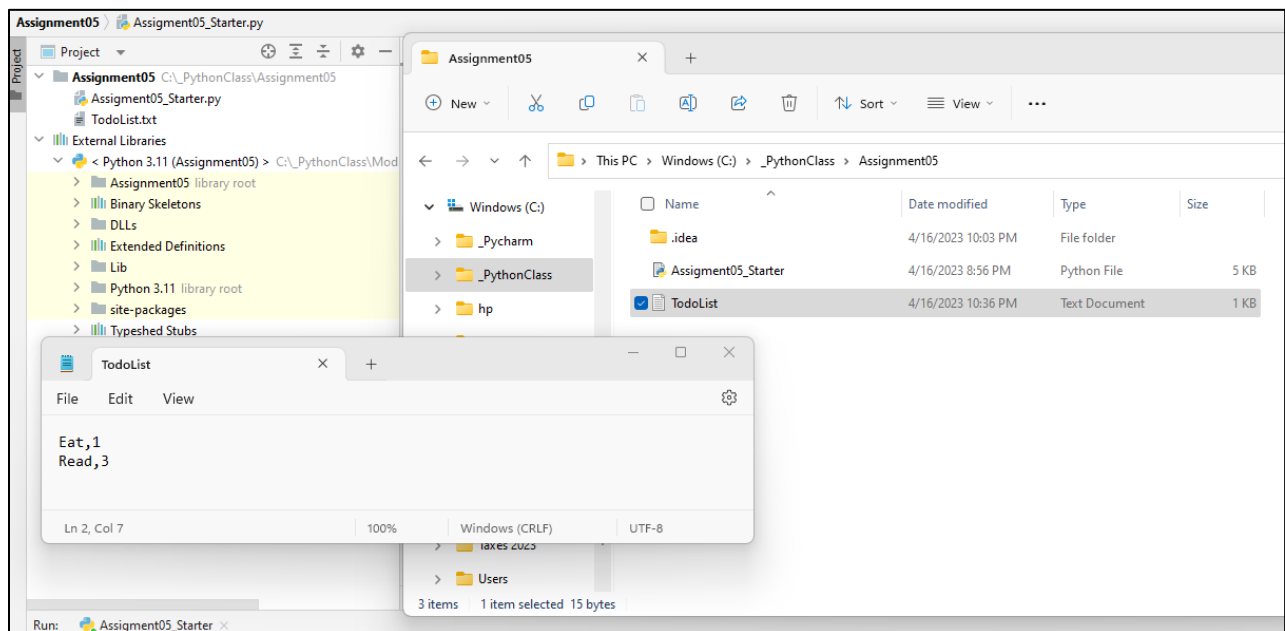 Assignment05 Assigment05_Starter.py
Project
Project
Assignment05 C:\_PythonClass\Assignment05
Assigment05_Starter.py
TodoList.txt
External Libraries
< Python 3.11 (Assignment05) > C:\_PythonClass\Mod
Assignment05 library root
Binary Skeletons
DLLs
Extended Definitions
Lib
Python 3.11 library root
site-packages
Typeshed Stubs
Assignment05
New Sort View
This PC > Windows (C:) > _PythonClass > Assignment05
Windows (C:)
_Pycharm
_PythonClass
hp
Name Date modified Type Size
.idea 4/16/2023 10:03 PM File folder
Assigment05_Starter 4/16/2023 8:56 PM Python File 5 KB
TodoList 4/16/2023 10:36 PM Text Document 1 KB
TodoList
File Edit View
Eat,1
Read,3
Ln 2, Col 7 100% Windows (CRLF) UTF-8
Taxes 2023
Users
3 items 1 item selected 15 bytes
Run: Assigment05_Starter